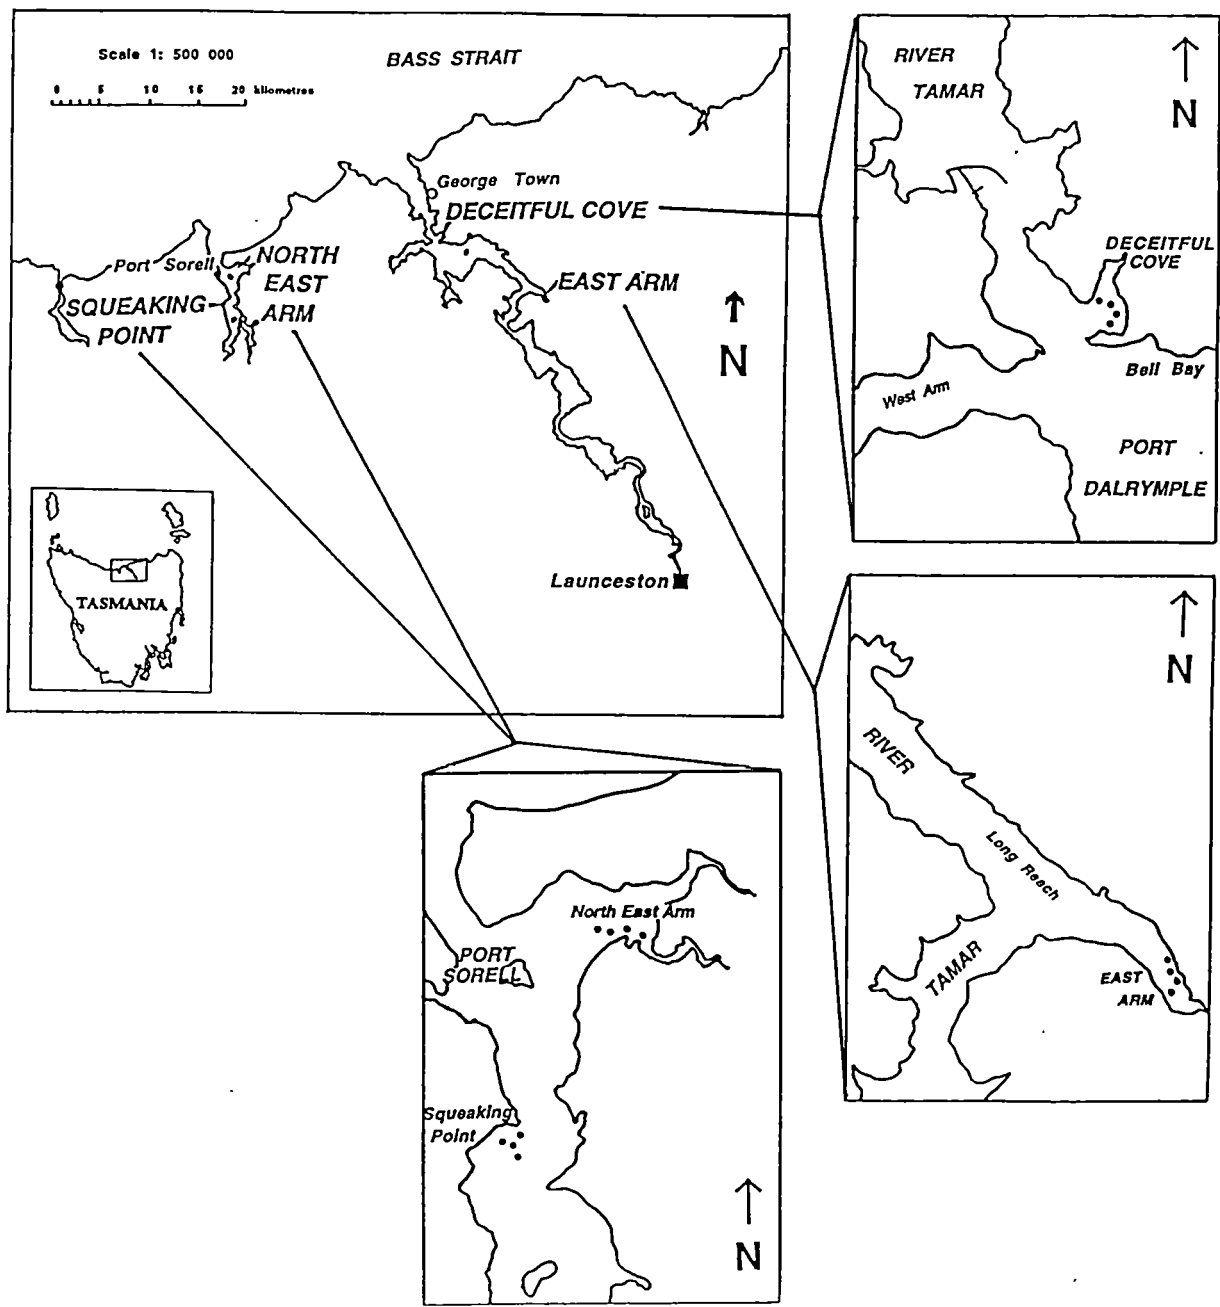 Scale 1: 500 000
0 5 10 15 20 kilometres
BASS STRAIT
George Town
DECEITFUL COVE
Port Sorell
NORTH
EAST
ARM
SQUEAKING
POINT
EAST ARM
N
Launceston
TASMANIA
RIVER
TAMAR
N
DECEITFUL
COVE
Bell Bay
West Arm
PORT
DALRYMPLE
N
RIVER
Long Reach
TAMAR
EAST
ARM
North East Arm
PORT
SORELL
Squeaking
Point
N